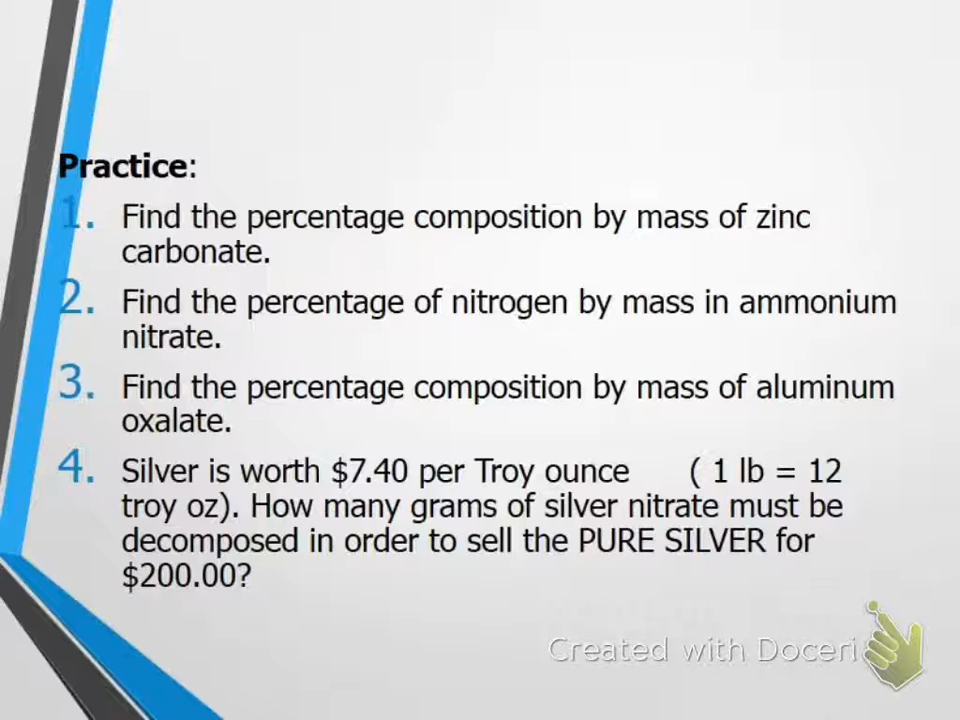 Practice:
1. Find the percentage composition by mass of zinc
carbonate.
2. Find the percentage of nitrogen by mass in ammonium
nitrate.
3. Find the percentage composition by mass of aluminum
oxalate.
4. Silver is worth $7.40 per Troy ounce ( 1 lb = 12
troy oz). How many grams of silver nitrate must be
decomposed in order to sell the PURE SILVER for
$200.00?
Created with Doceri